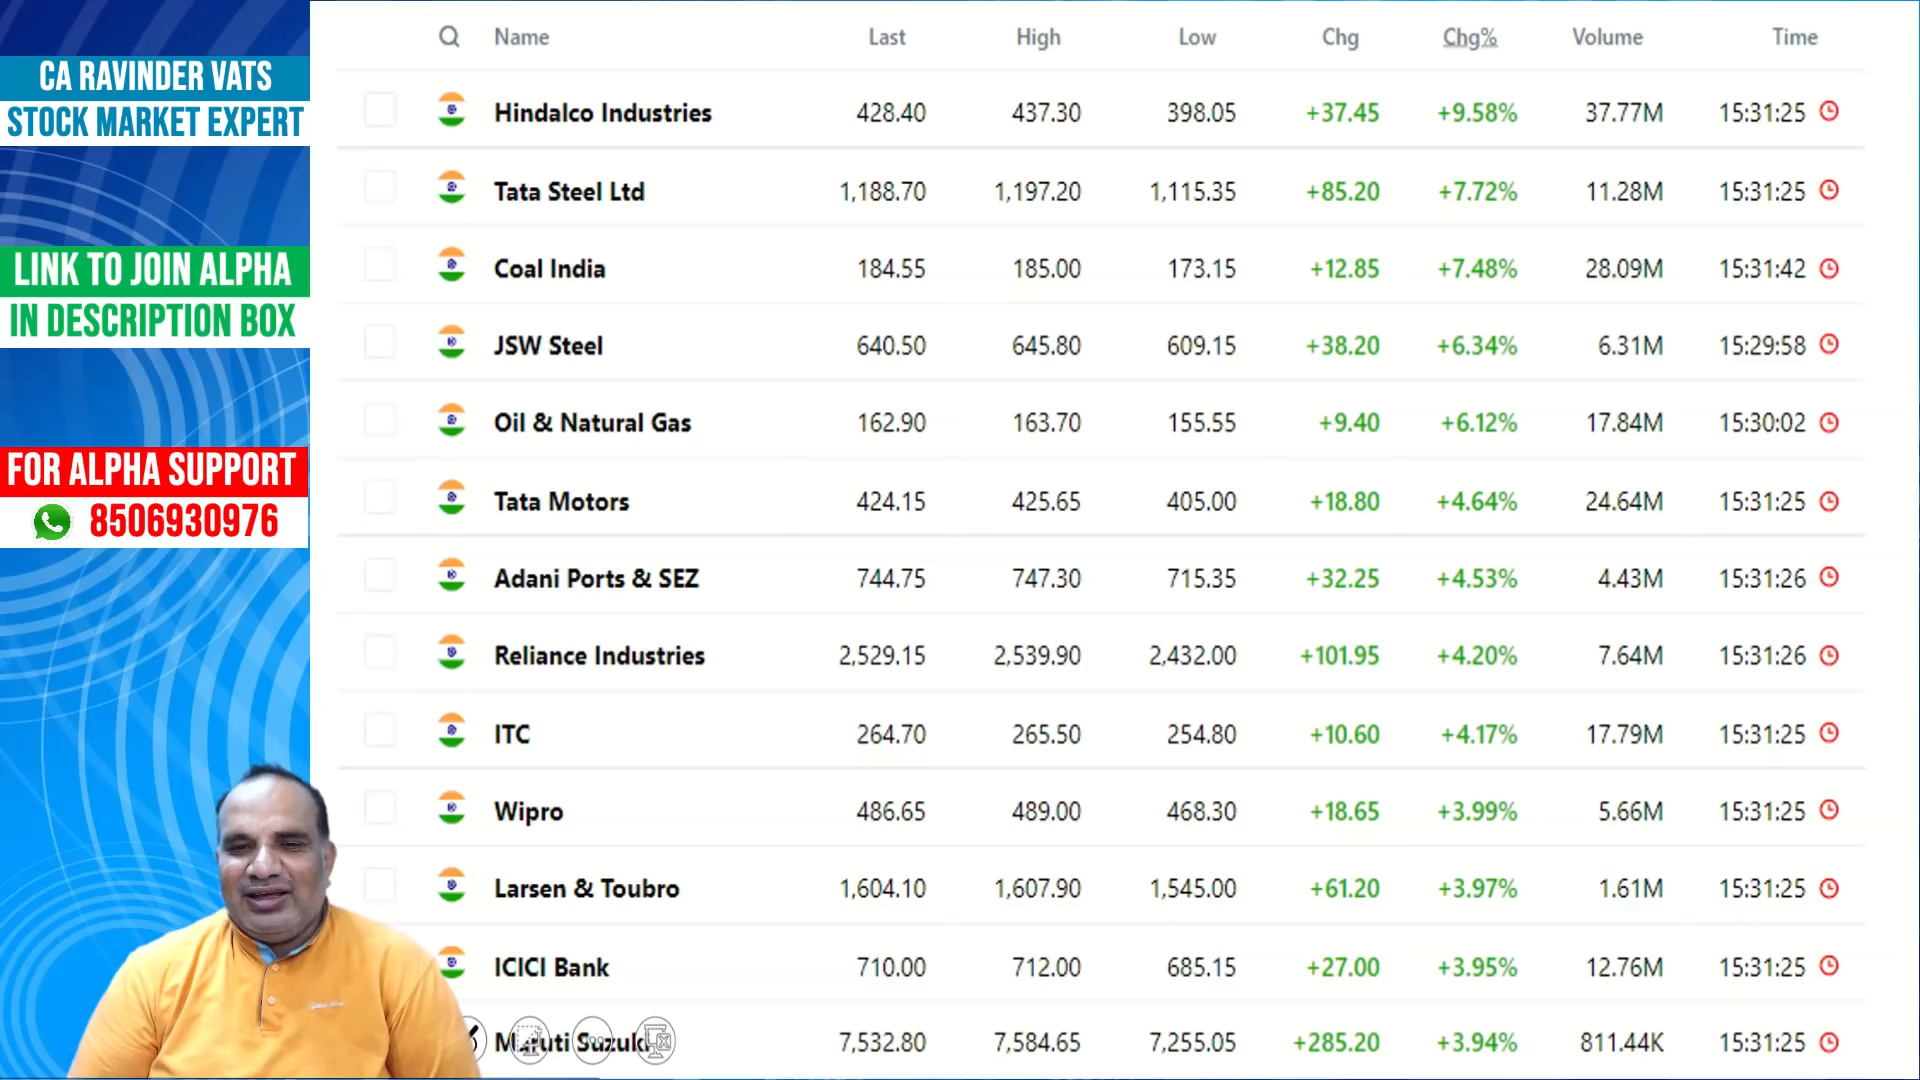 CA RAVINDER VATS
STOCK MARKET EXPERT
LINK TO JOIN ALPHA
IN DESCRIPTION BOX
FOR ALPHA SUPPORT
8506930976
Name Last High Low Chg Chg% Volume Time
Hindalco Industries 428.40 437.30 398.05 +37.45 +9.58% 37.77M 15:31:25
Tata Steel Ltd 1,188.70 1,197.20 1,115.35 +85.20 +7.72% 11.28M 15:31:25
Coal India 184.55 185.00 173.15 +12.85 +7.48% 28.09M 15:31:42
JSW Steel 640.50 645.80 609.15 +38.20 +6.34% 6.31M 15:29:58
Oil & Natural Gas 162.90 163.70 155.55 +9.40 +6.12% 17.84M 15:30:02
Tata Motors 424.15 425.65 405.00 +18.80 +4.64% 24.64M 15:31:25
Adani Ports & SEZ 744.75 747.30 715.35 +32.25 +4.53% 4.43M 15:31:26
Reliance Industries 2,529.15 2,539.90 2,432.00 +101.95 +4.20% 7.64M 15:31:26
ITC 264.70 265.50 254.80 +10.60 +4.17% 17.79M 15:31:25
Wipro 486.65 489.00 468.30 +18.65 +3.99% 5.66M 15:31:25
Larsen & Toubro 1,604.10 1,607.90 1,545.00 +61.20 +3.97% 1.61M 15:31:25
ICICI Bank 710.00 712.00 685.15 +27.00 +3.95% 12.76M 15:31:25
Maruti Suzuki 7,532.80 7,584.65 7,255.05 +285.20 +3.94% 811.44K 15:31:25